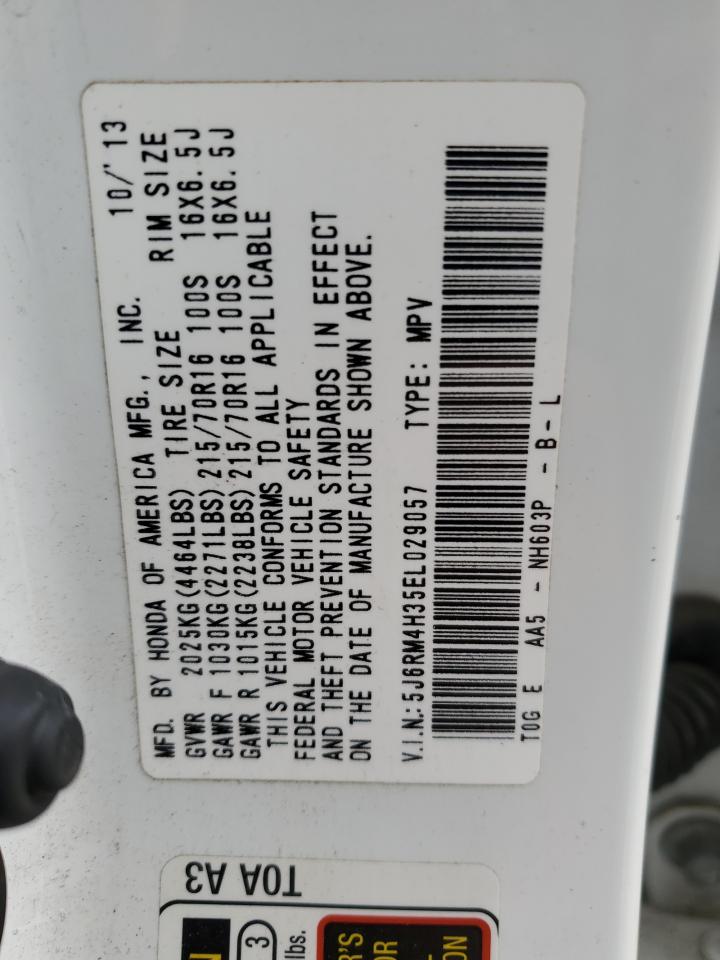 MFD. BY HONDA OF AMERICA MFG., INC. 10/'13
GVWR 2025KG(4464LBS) TIRE SIZE RIM SIZE
GAWR F 1030KG(2271LBS) 215/70R16 100S 16X6.5J
GAWR R 1015KG(2238LBS) 215/70R16 100S 16X6.5J
THIS VEHICLE CONFORMS TO ALL APPLICABLE
FEDERAL MOTOR VEHICLE SAFETY
AND THEFT PREVENTION STANDARDS IN EFFECT
ON THE DATE OF MANUFACTURE SHOWN ABOVE.
V.I.N.: 5J6RM4H35EL029057 TYPE: MPV
T0G E AA5 - NH603P - B - L
T0A A3
3
lbs.
R'S
OR
ON